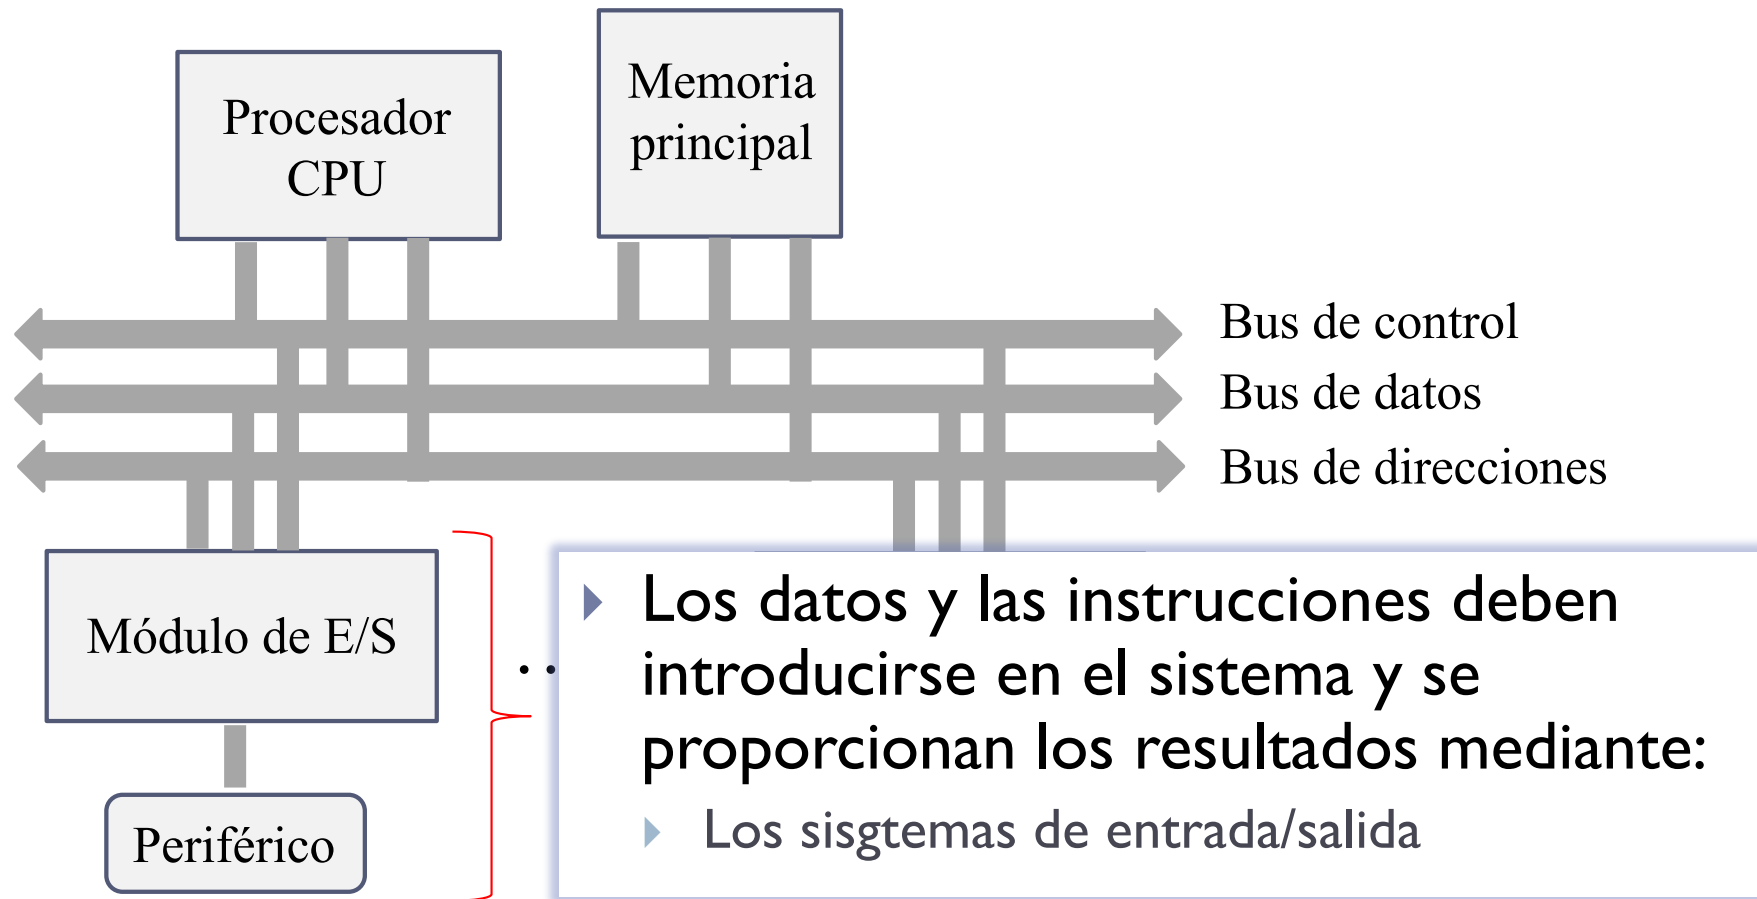 Procesador
CPU
Memoria
principal
Bus de control
Bus de datos
Bus de direcciones
Módulo de E/S
. .
Periférico
Los datos y las instrucciones deben
introducirse en el sistema y se
proporcionan los resultados mediante:
Los sisgtemas de entrada/salida